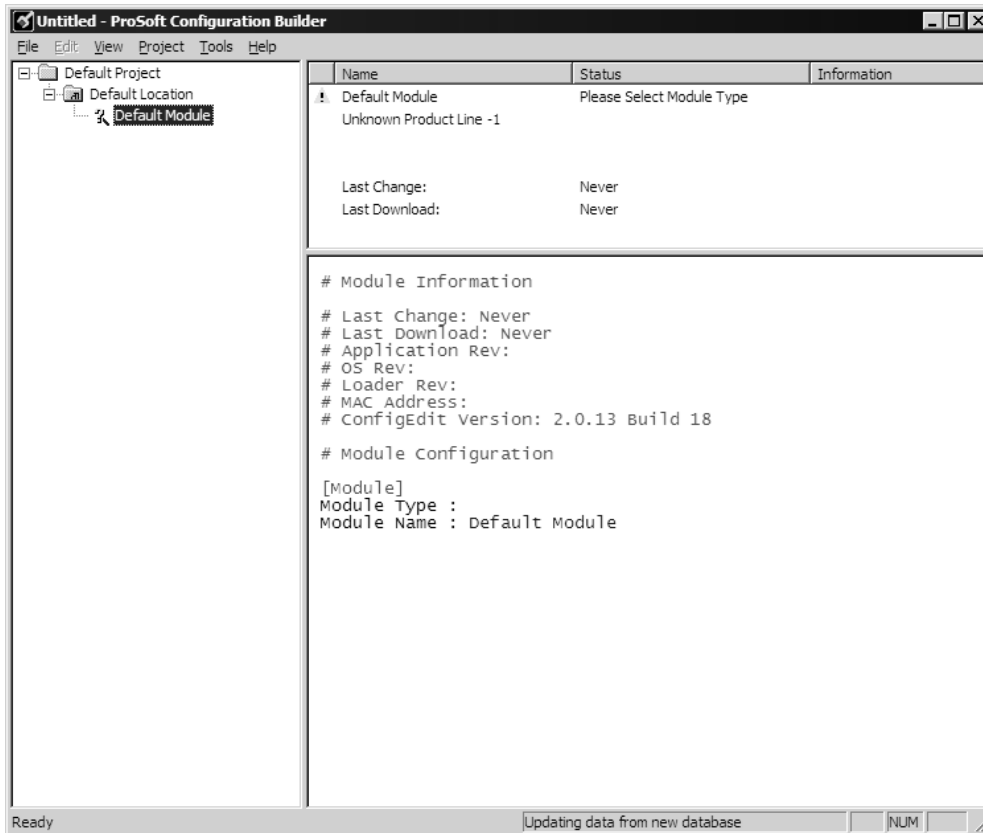 Untitled - ProSoft Configuration Builder
File Edit View Project Tools Help
Default Project
Default Location
Default Module
Name Status Information
Default Module Please Select Module Type
Unknown Product Line -1
Last Change: Never
Last Download: Never
# Module Information
# Last Change: Never
# Last Download: Never
# Application Rev:
# OS Rev:
# Loader Rev:
# MAC Address:
# ConfigEdit Version: 2.0.13 Build 18
# Module Configuration
[Module]
Module Type :
Module Name : Default Module
Ready Updating data from new database NUM